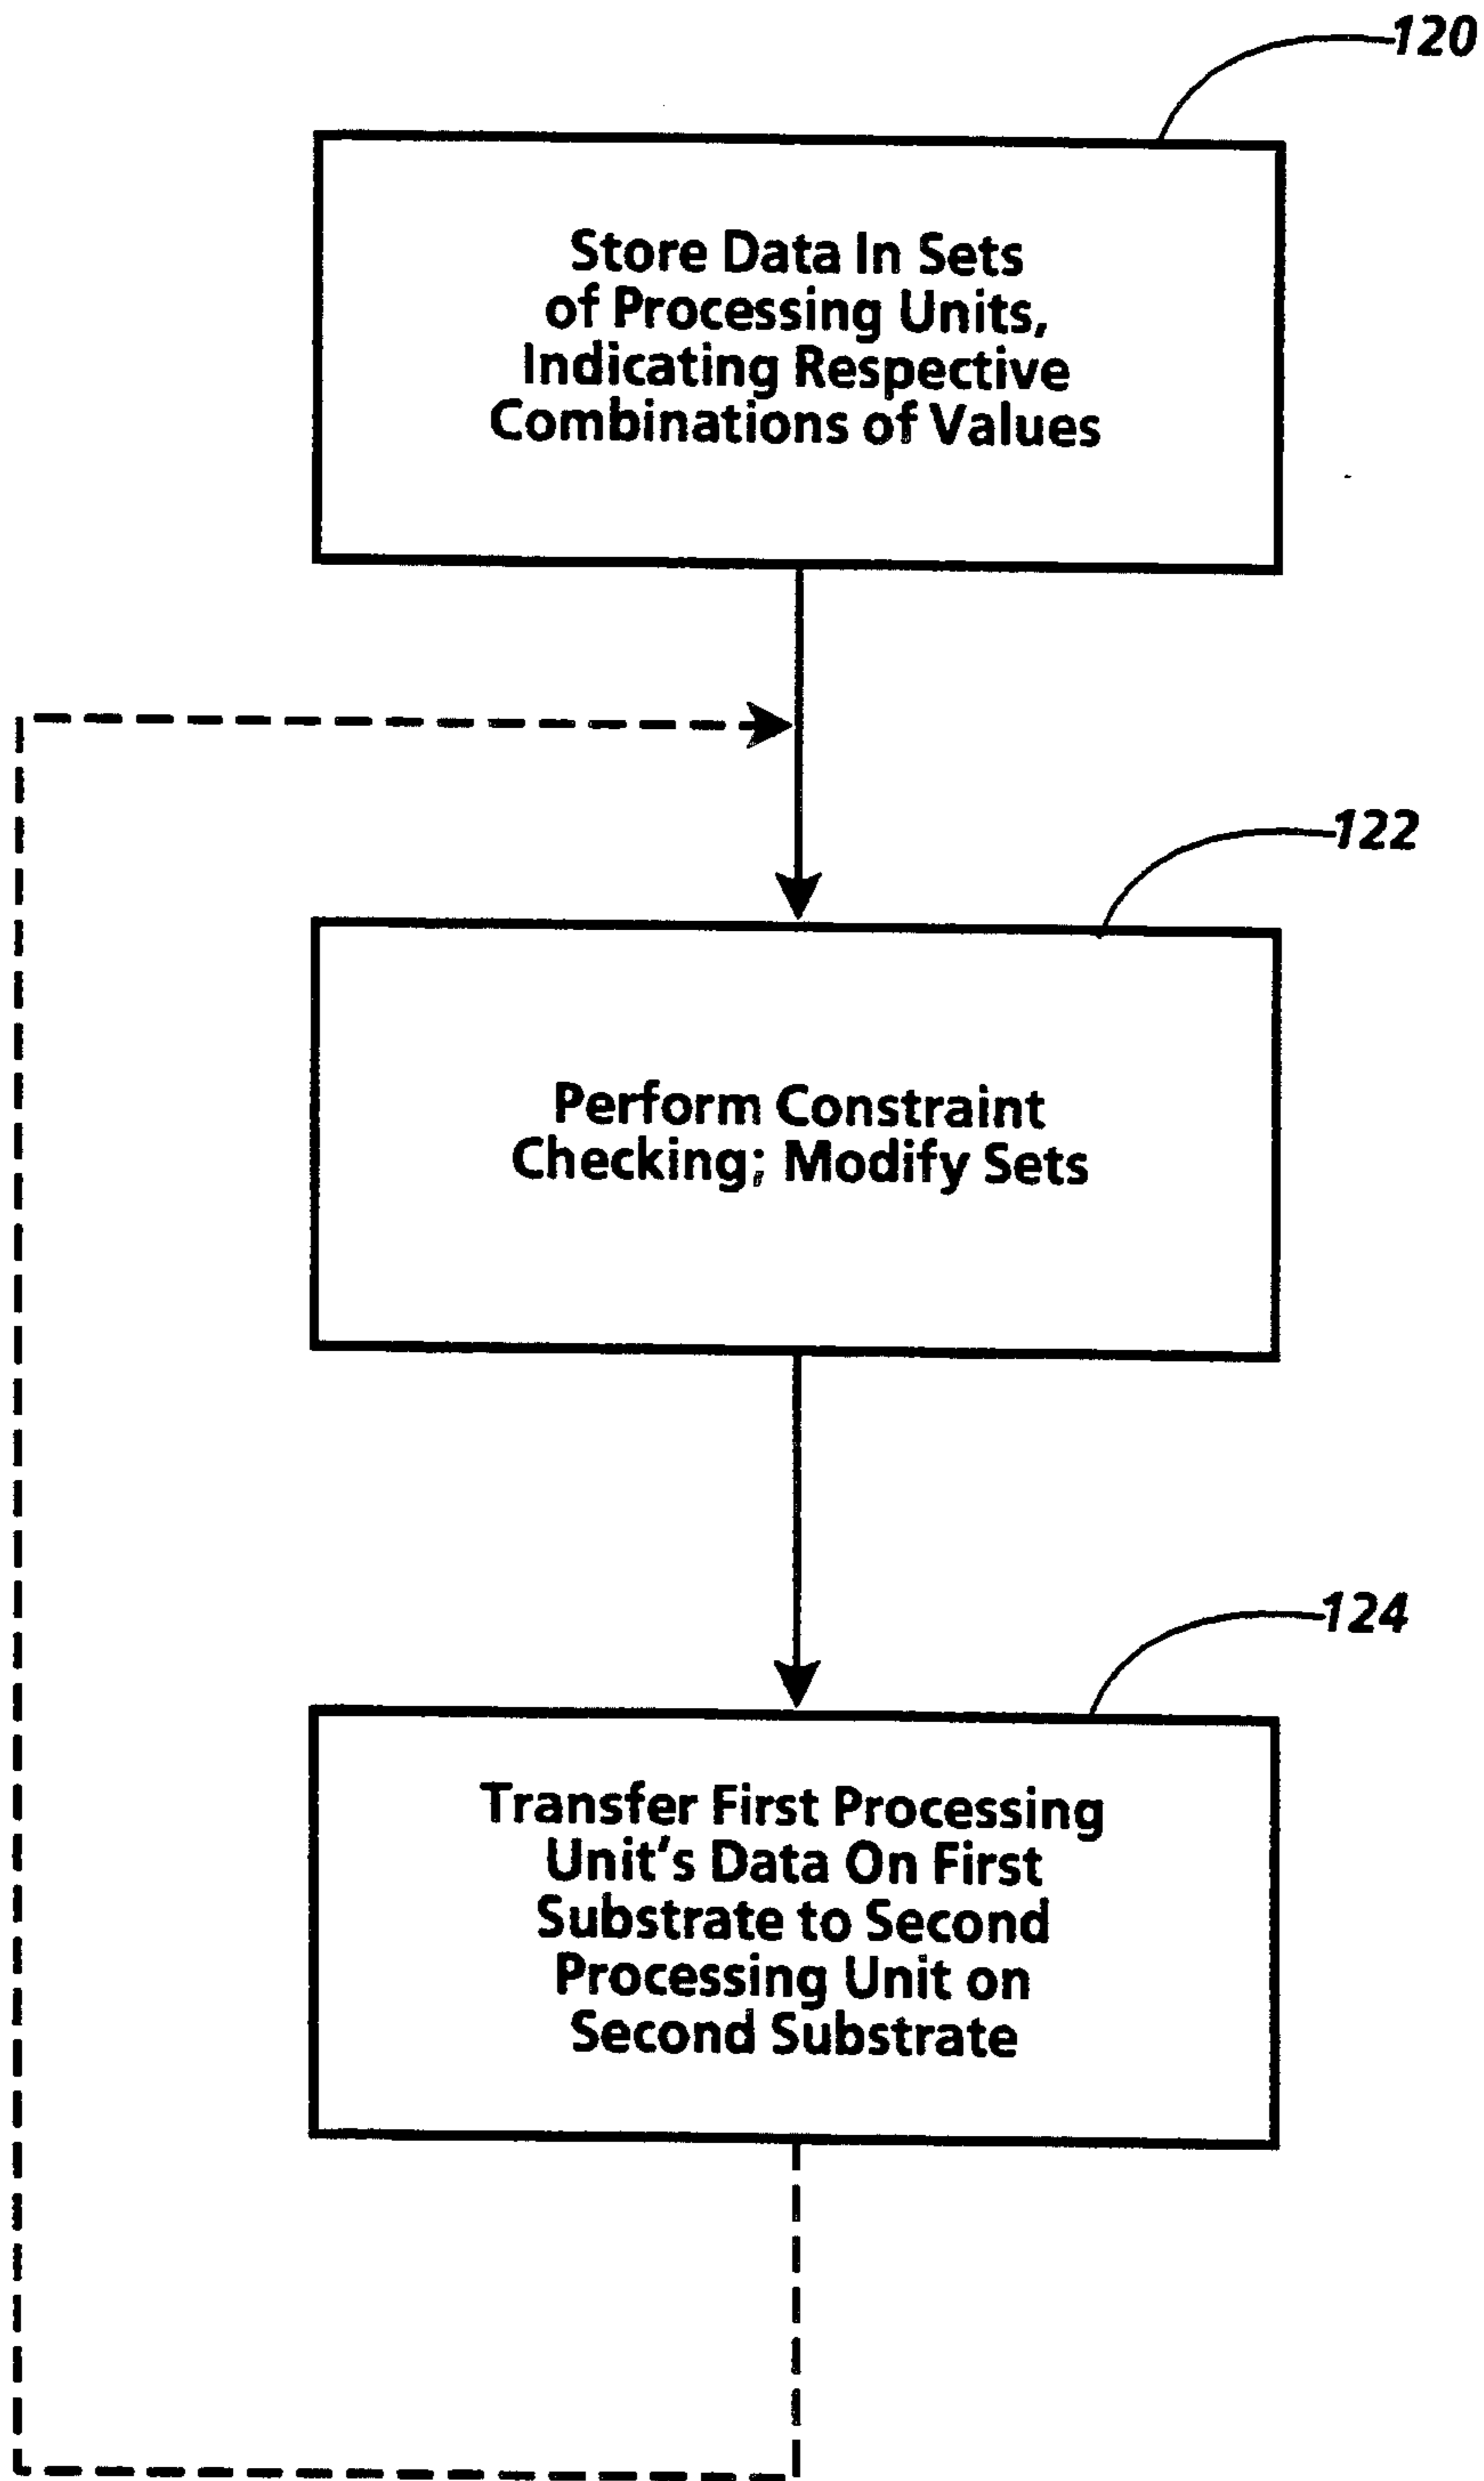 120
Store Data In Sets
of Processing Units,
Indicating Respective
Combinations of Values
122
Perform Constraint
Checking; Modify Sets
124
Transfer First Processing
Unit's Data On First
Substrate to Second
Processing Unit on
Second Substrate